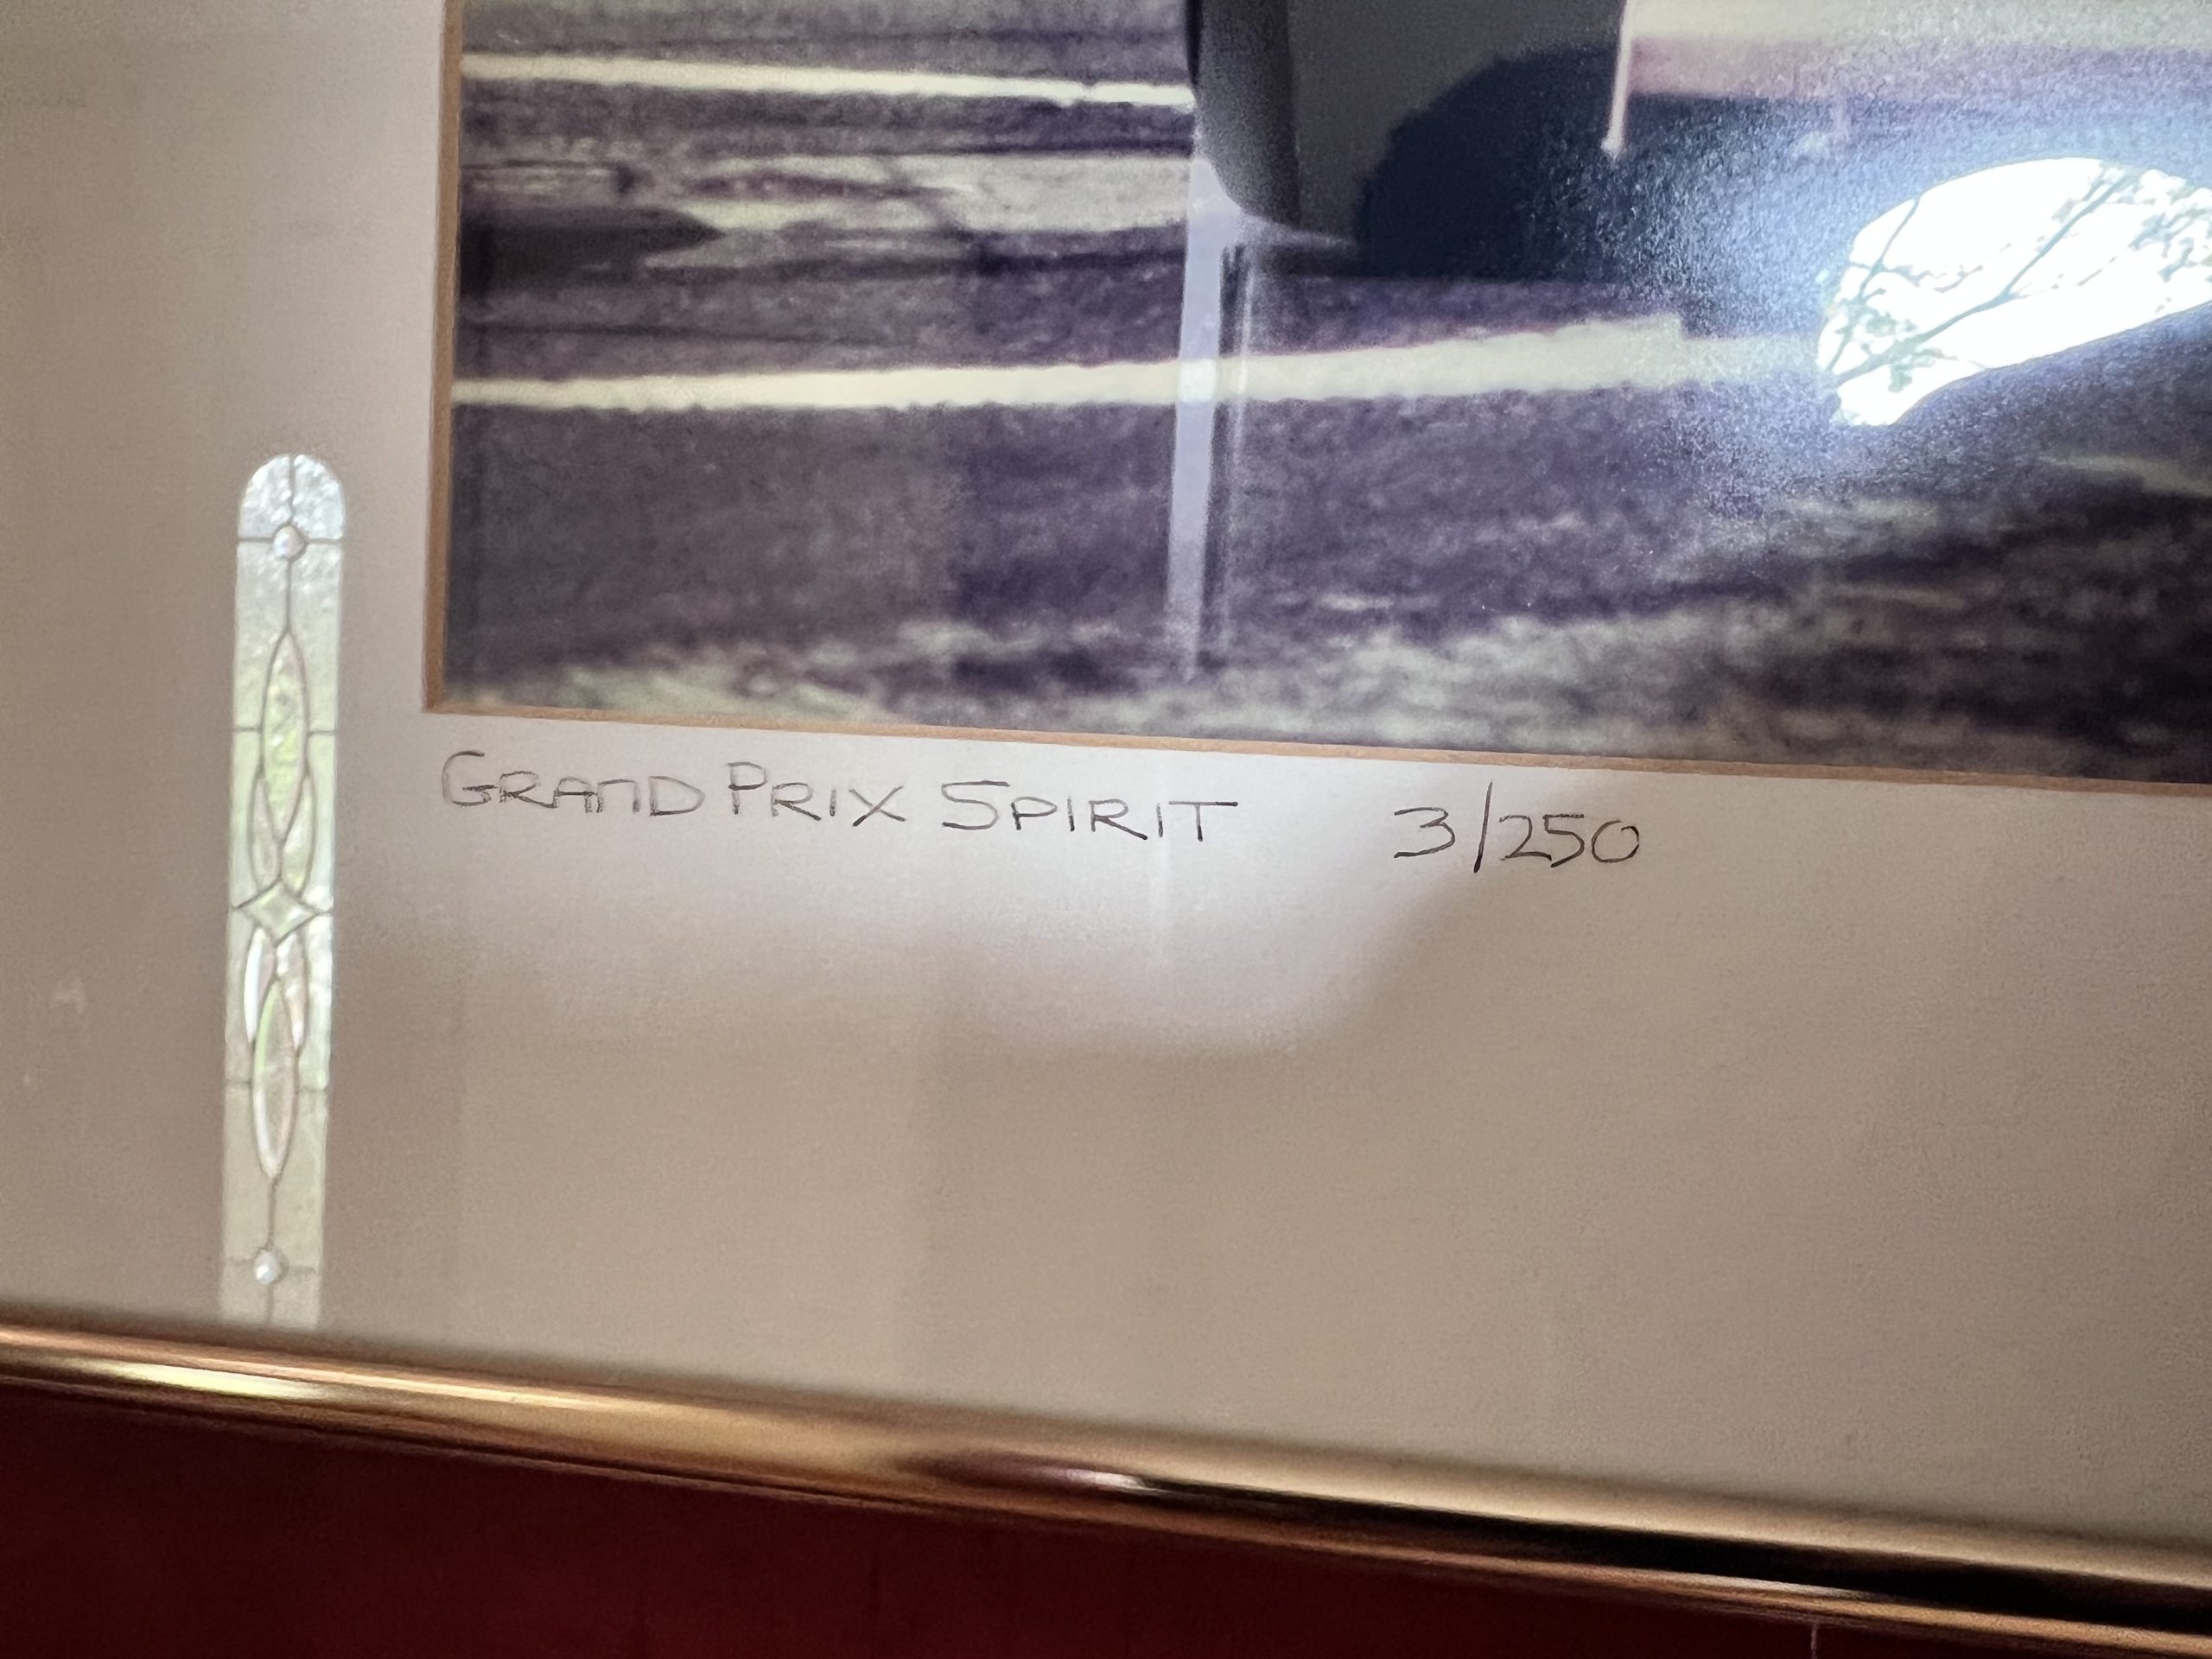 GRAND PRIX SPIRIT 3/250